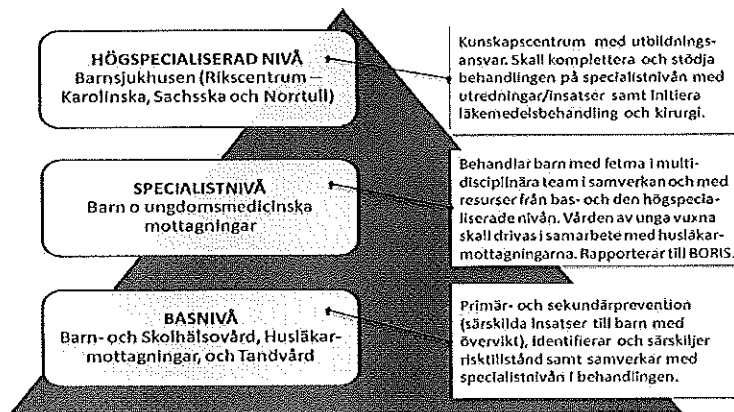 HÖGSPECIALISERAD NIVÅ
Barnsjukhusen (Rikscentrum –
Karolinska, Sachsska och Norrtull)
Kunskapscentrum med utbildnings-
ansvar. Skall komplettera och stödja
behandlingen på specialistnivån med
utredningar/insatser samt initiera
läkemedelsbehandling och kirurgi.
SPECIALISTNIVÅ
Barn o ungdomsmedicinska
mottagningar
Behandlar barn med fetma i multi-
disciplinära team i samverkan och med
resurser från bas- och den högspecia-
liserade nivån. Vården av unga vuxna
skall drivas i samarbete med husläkar-
mottagningarna. Rapporterar till BORIS.
BASNIVÅ
Barn- och Skolhälsovård, Husläkar-
mottagningar, och Tandvård
Primär- och sekundärprevention
(särskilda insatser till barn med
övervikt), identifierar och särskiljer
risktillstånd samt samverkar med
specialistnivån i behandlingen.